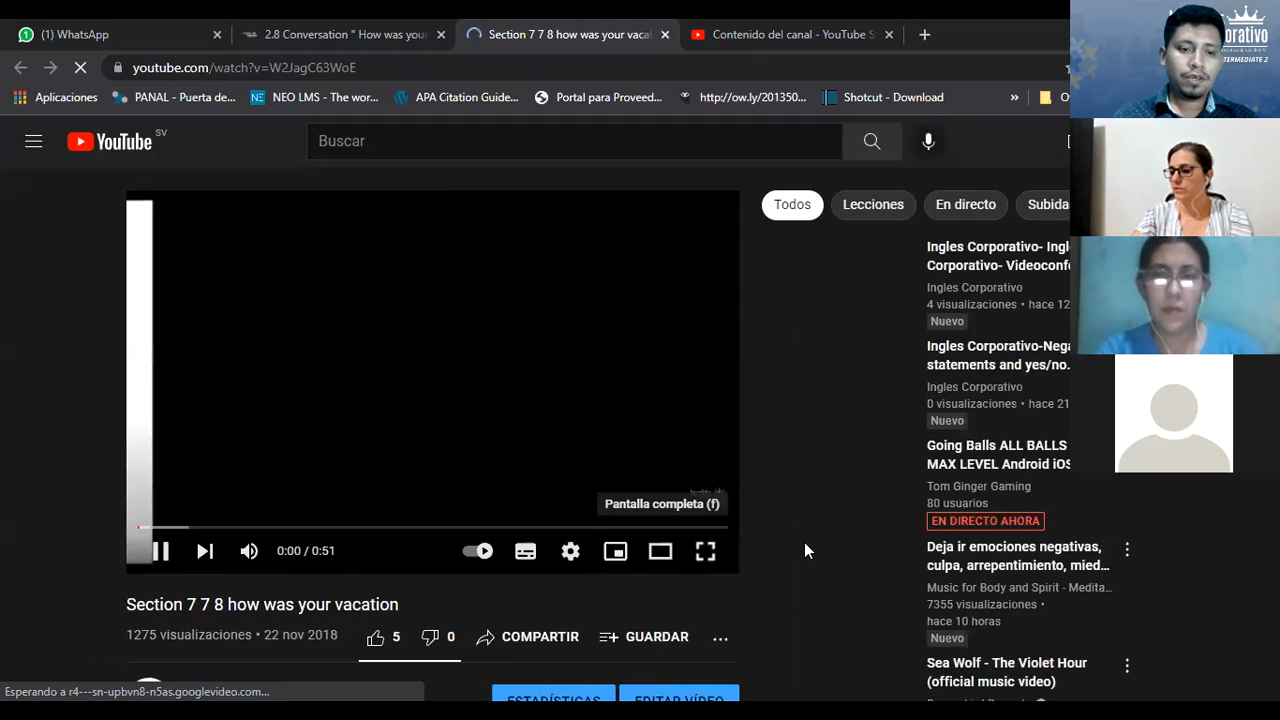 (1) WhatsApp
2.8 Conversation " How was your
Section 7 7 8 how was your vaca
Contenido del canal - YouTube S
youtube.com/watch?v=W2JagC63WoE
Aplicaciones
PANAL - Puerta de...
NEO LMS - The wor...
APA Citation Guide...
Portal para Proveed...
http://ow.ly/201350...
Shotcut - Download
»
YouTube SV
Buscar
Todos
Lecciones
En directo
Subida
Ingles Corporativo- Ingl
Corporativo- Videoconfe
Ingles Corporativo
4 visualizaciones • hace 12
Nuevo
Ingles Corporativo-Nega
statements and yes/no.
Ingles Corporativo
0 visualizaciones • hace 21
Nuevo
Going Balls ALL BALLS
MAX LEVEL Android iOS
Tom Ginger Gaming
80 usuarios
EN DIRECTO AHORA
Deja ir emociones negativas,
culpa, arrepentimiento, mied...
Music for Body and Spirit - Medita...
7355 visualizaciones •
hace 10 horas
Nuevo
Sea Wolf - The Violet Hour
(official music video)
Pantalla completa (f)
0:00 / 0:51
Section 7 7 8 how was your vacation
1275 visualizaciones • 22 nov 2018
5
0
COMPARTIR
GUARDAR
ESTADÍSTICAS
EDITAR VÍDEO
Esperando a r4---sn-upbvn8-n5as.googlevideo.com...
orativo
TERMEDIATE 2